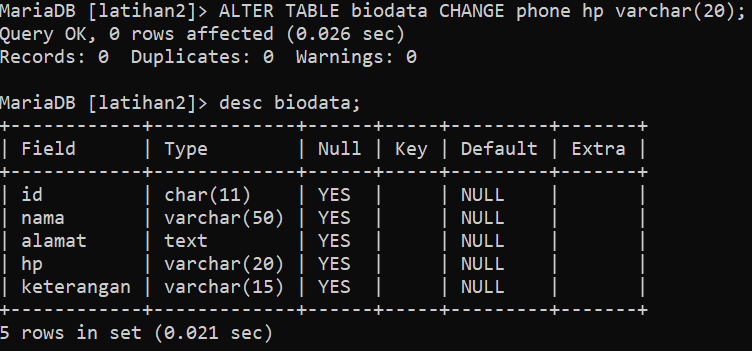 MariaDB [latihan2]> ALTER TABLE biodata CHANGE phone hp varchar(20);
Query OK, 0 rows affected (0.026 sec)
Records: 0  Duplicates: 0  Warnings: 0

MariaDB [latihan2]> desc biodata;
+------------+-------------+------+-----+---------+-------+
| Field      | Type        | Null | Key | Default | Extra |
+------------+-------------+------+-----+---------+-------+
| id         | char(11)    | YES  |     | NULL    |       |
| nama       | varchar(50) | YES  |     | NULL    |       |
| alamat     | text        | YES  |     | NULL    |       |
| hp         | varchar(20) | YES  |     | NULL    |       |
| keterangan | varchar(15) | YES  |     | NULL    |       |
+------------+-------------+------+-----+---------+-------+
5 rows in set (0.021 sec)